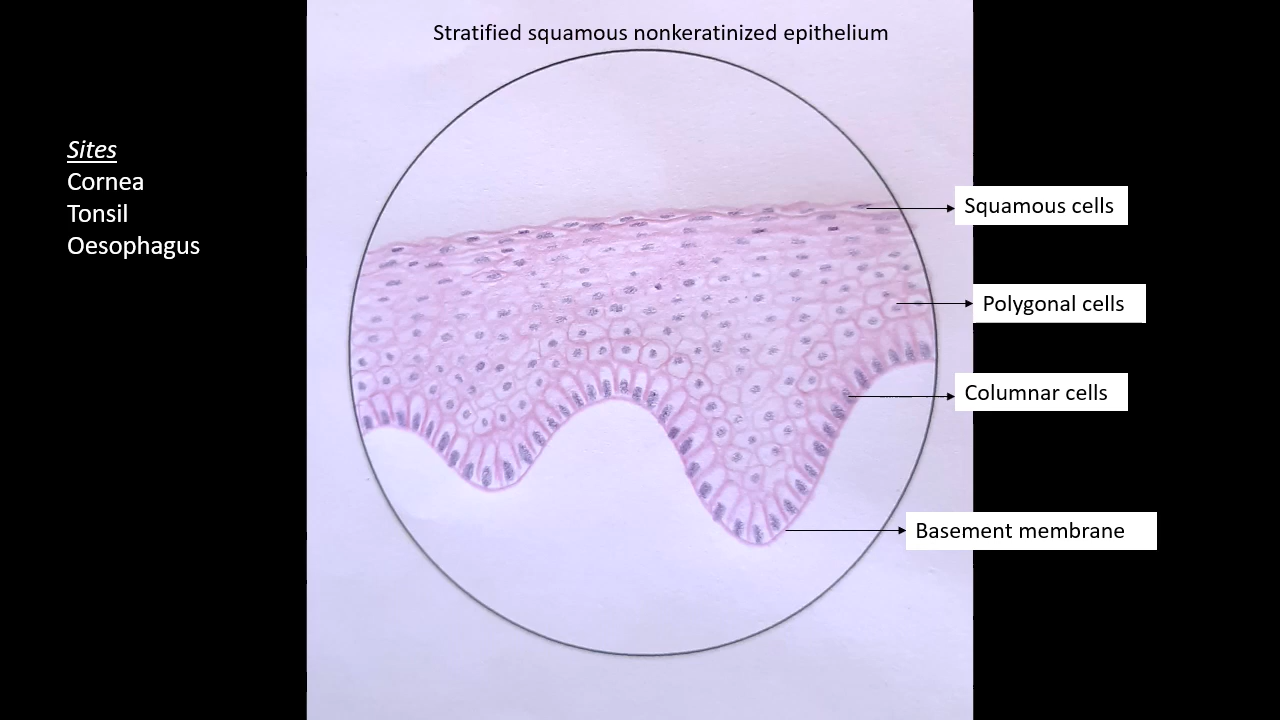 Stratified squamous nonkeratinized epithelium
Sites
Cornea
Tonsil
Oesophagus
Squamous cells
Polygonal cells
Columnar cells
Basement membrane